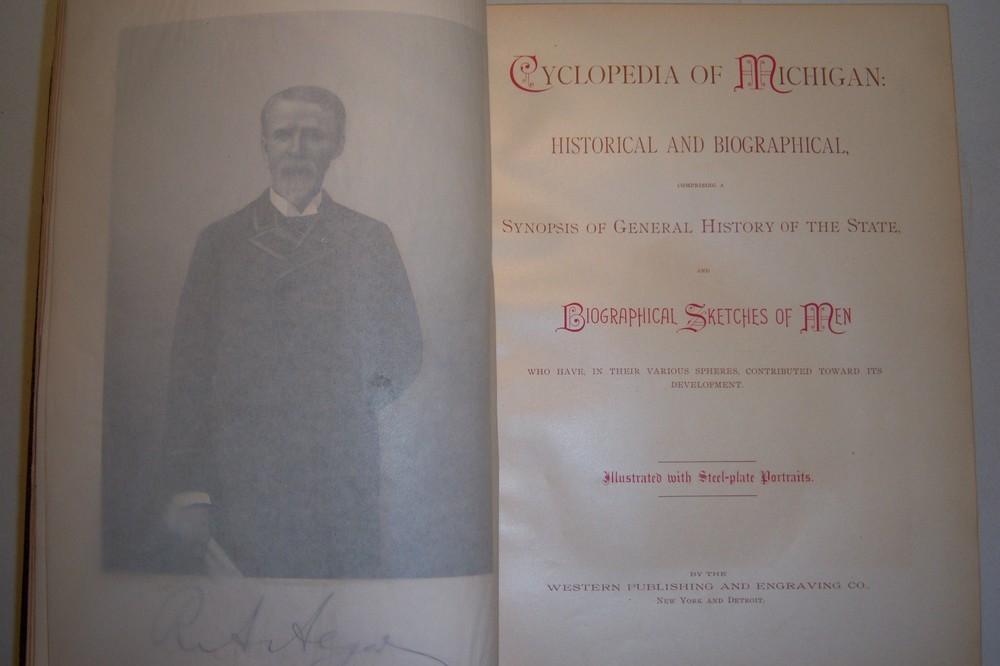 R. A. Alger
CYCLOPEDIA OF MICHIGAN:
HISTORICAL AND BIOGRAPHICAL,
COMPRISING A
SYNOPSIS OF GENERAL HISTORY OF THE STATE,
AND
BIOGRAPHICAL SKETCHES OF MEN
WHO HAVE, IN THEIR VARIOUS SPHERES, CONTRIBUTED TOWARD ITS
DEVELOPMENT.
Illustrated with Steel-plate Portraits.
BY THE
WESTERN PUBLISHING AND ENGRAVING CO.,
NEW YORK AND DETROIT.